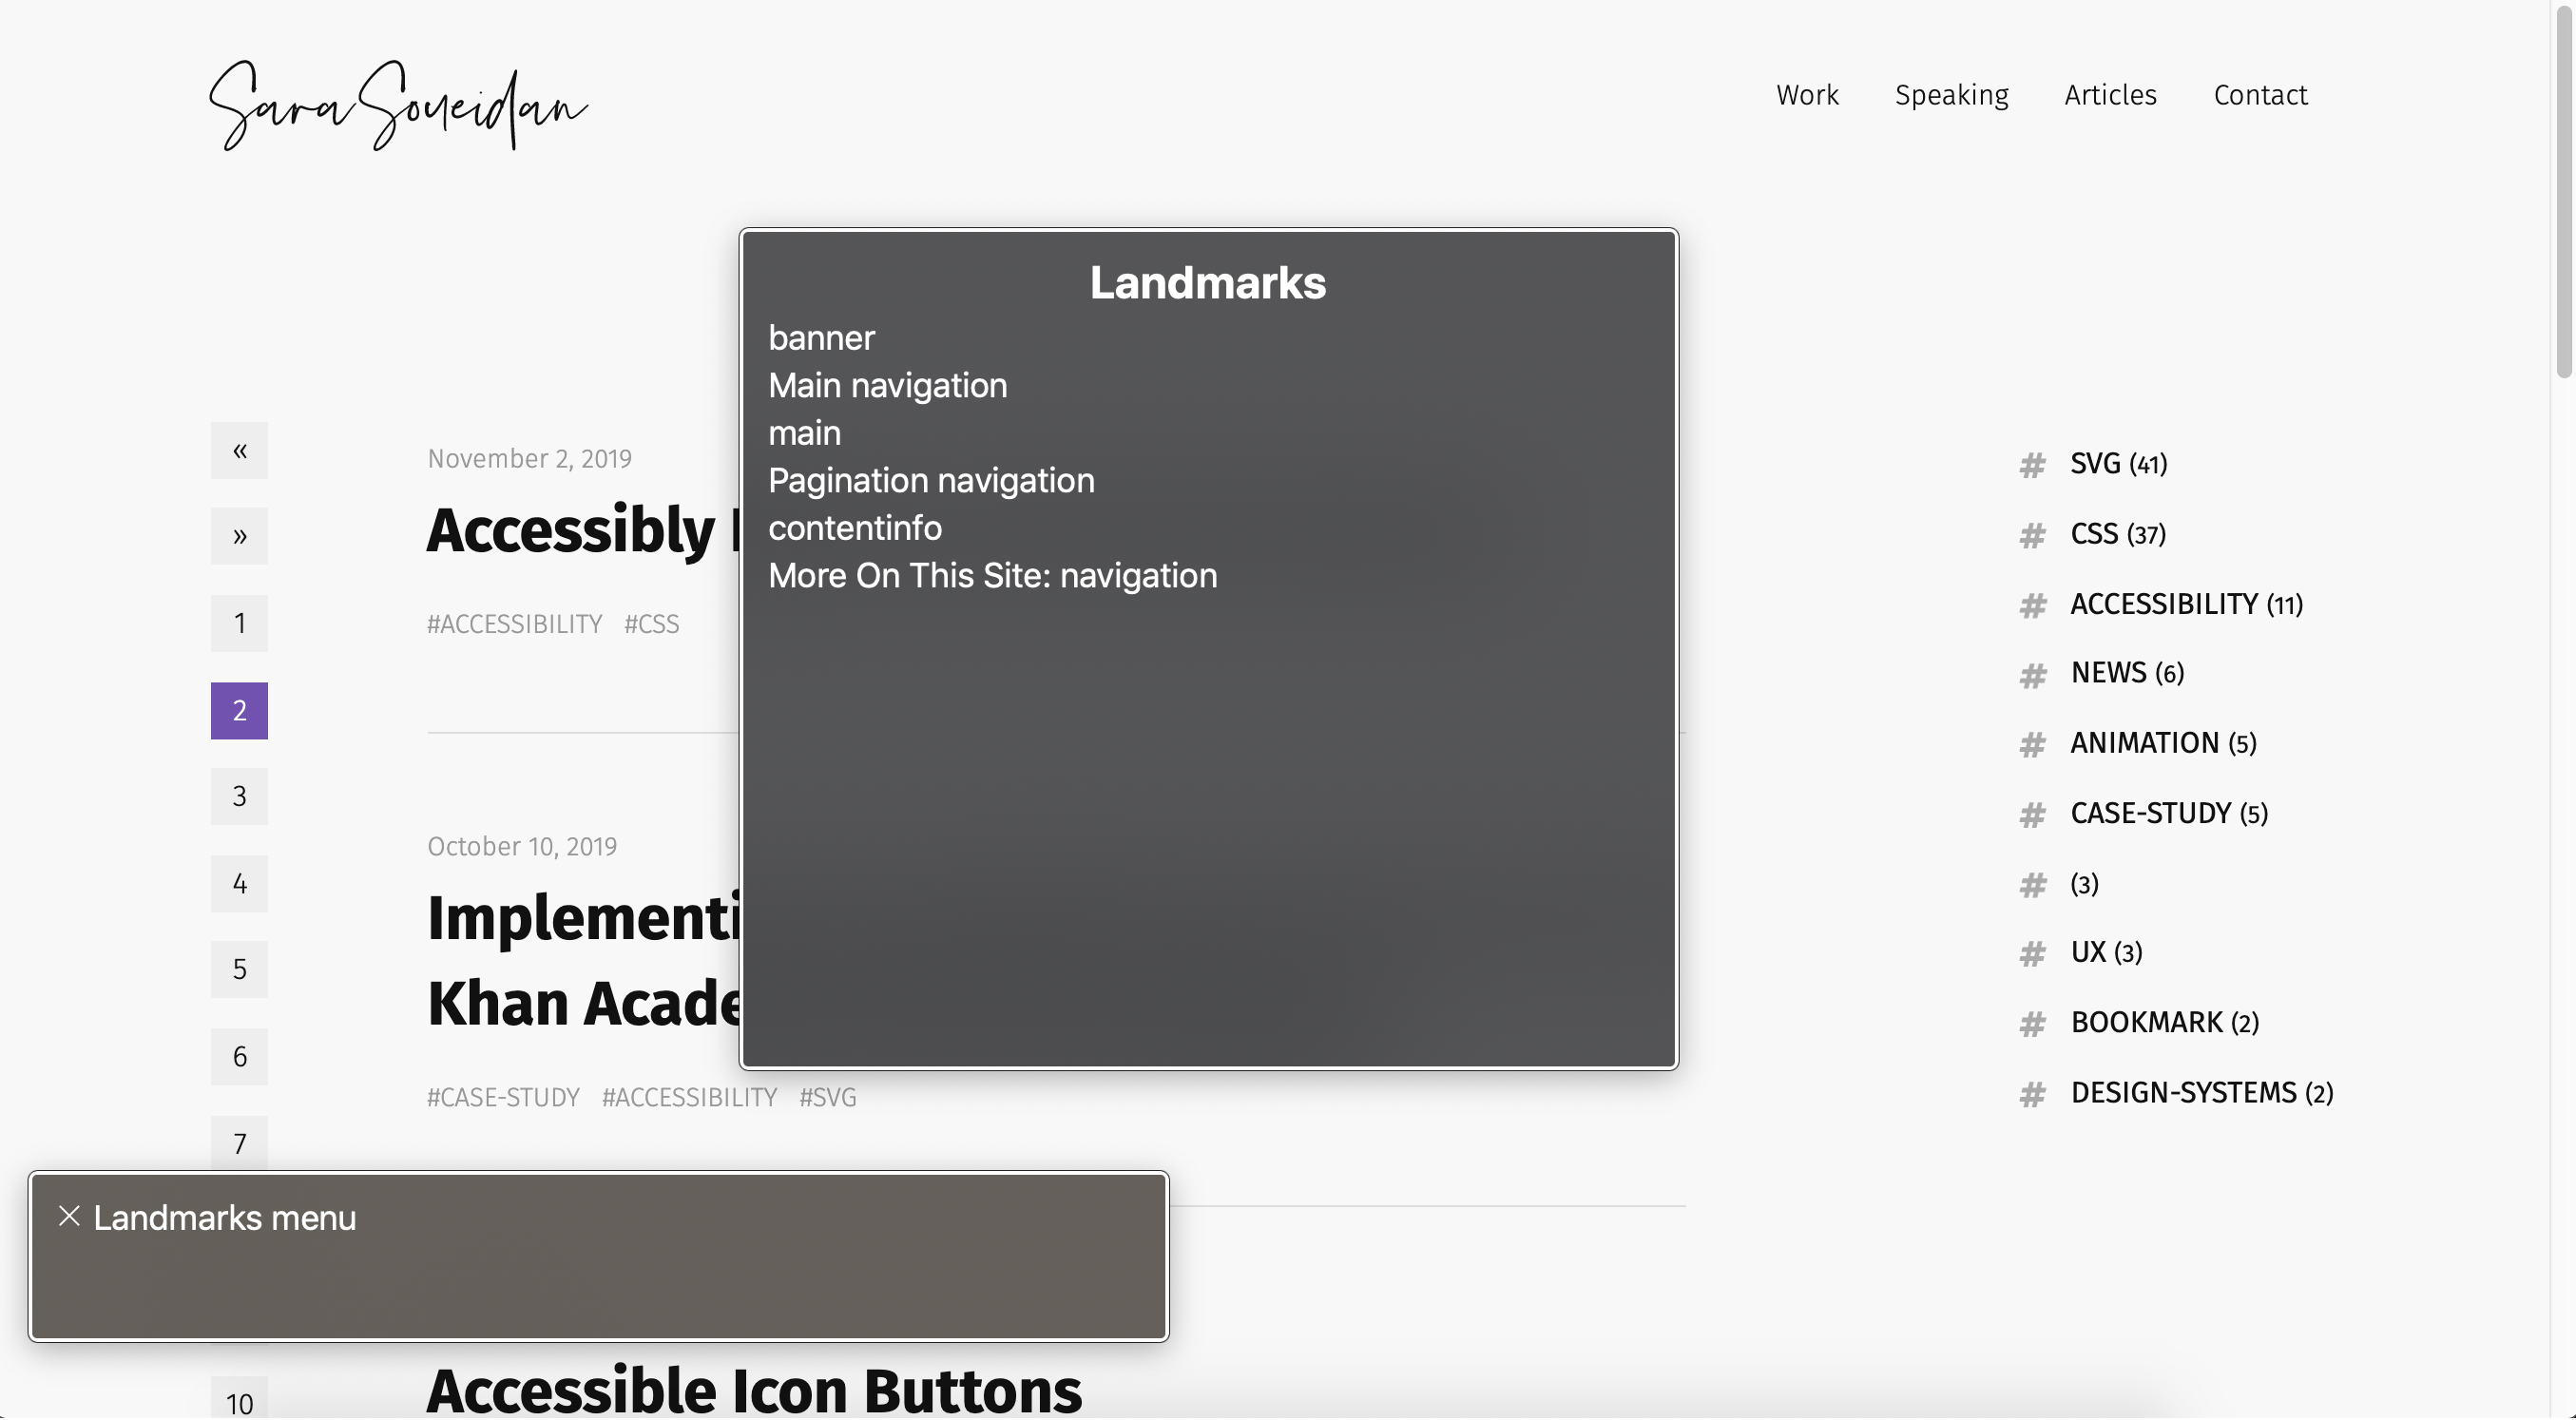 Sara Soueidan
Work Speaking Articles Contact
Landmarks
banner
Main navigation
main
Pagination navigation
contentinfo
More On This Site: navigation
«
»
1
2
3
4
5
6
7
10
November 2, 2019
Accessibly
#ACCESSIBILITY #CSS
October 10, 2019
Implementi
Khan Acade
#CASE-STUDY #ACCESSIBILITY #SVG
Accessible Icon Buttons
# SVG (41)
# CSS (37)
# ACCESSIBILITY (11)
# NEWS (6)
# ANIMATION (5)
# CASE-STUDY (5)
# (3)
# UX (3)
# BOOKMARK (2)
# DESIGN-SYSTEMS (2)
× Landmarks menu